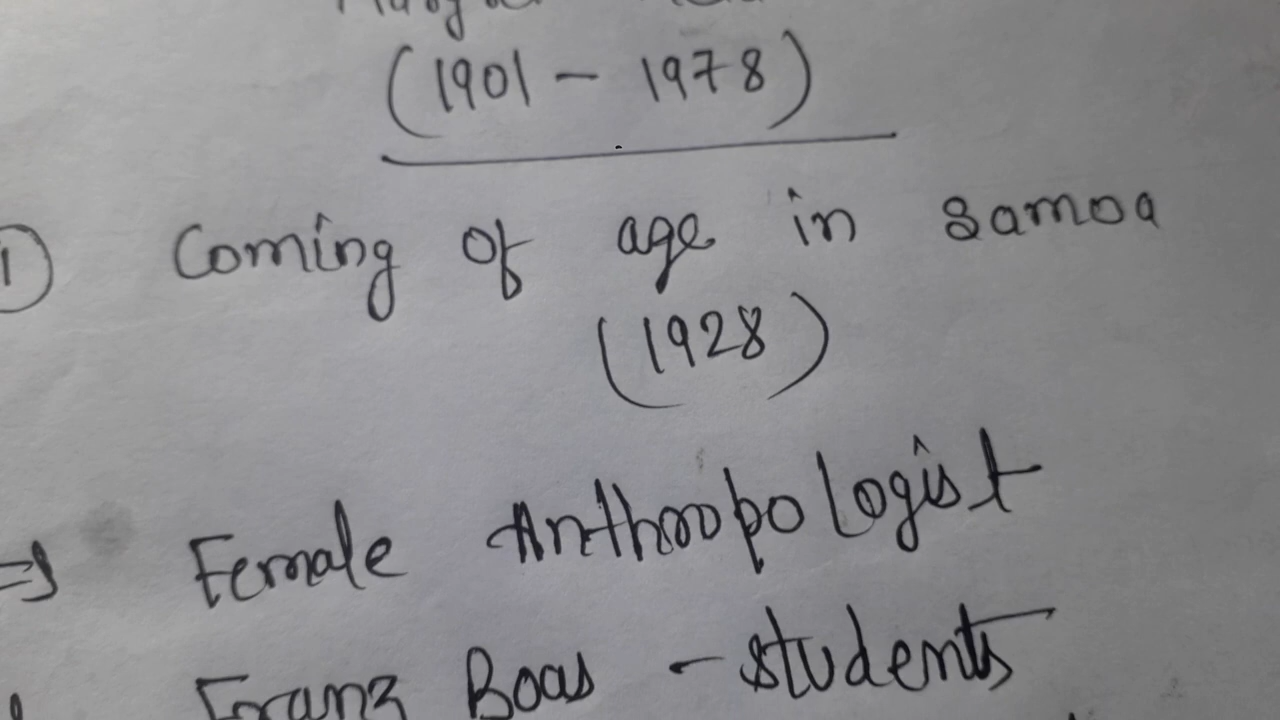 (1901 - 1978)
① Coming of age in Samoa
(1928)
=> Female Anthropologist
Franz Boas - students